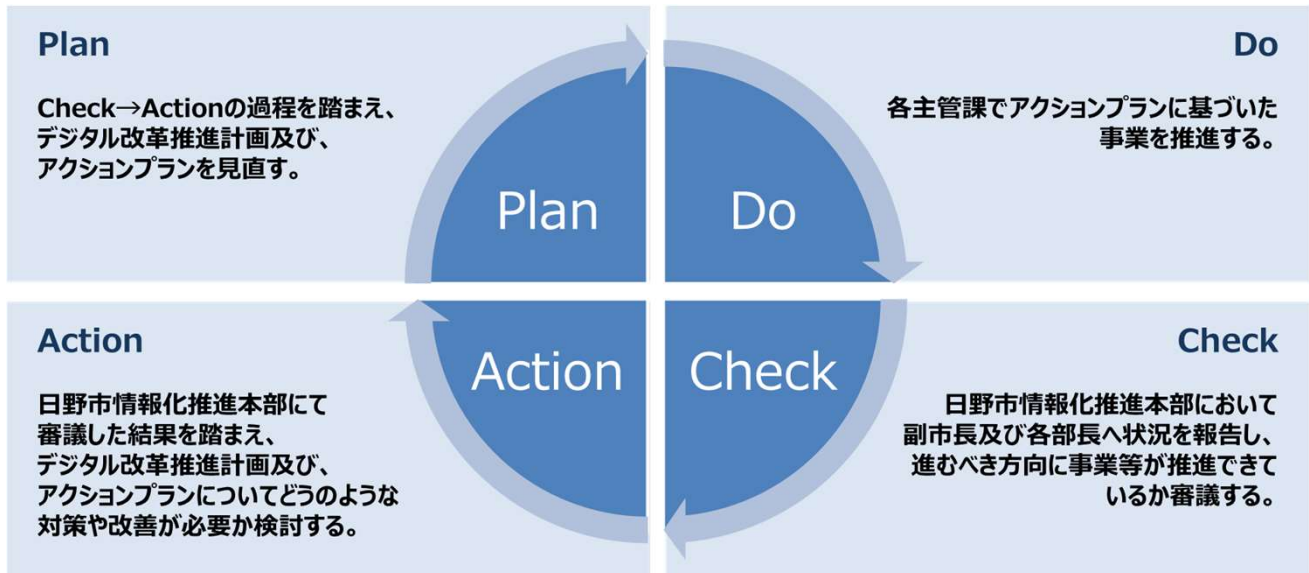 Plan
Check→Actionの過程を踏まえ、
デジタル改革推進計画及び、
アクションプランを見直す。
Do
各主管課でアクションプランに基づいた
事業を推進する。
Plan
Do
Action
Check
Action
日野市情報化推進本部にて
審議した結果を踏まえ、
デジタル改革推進計画及び、
アクションプランについてどうのような
対策や改善が必要か検討する。
Check
日野市情報化推進本部において
副市長及び各部長へ状況を報告し、
進むべき方向に事業等が推進できて
いるか審議する。